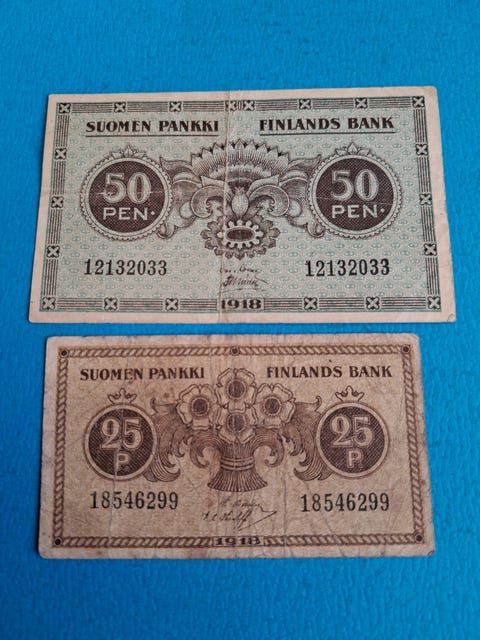 SUOMEN PANKKI FINLANDS BANK
50 PEN. 50 PEN.
12132033 12132033
1918
SUOMEN PANKKI FINLANDS BANK
25 P 25 P
18546299 18546299
1918